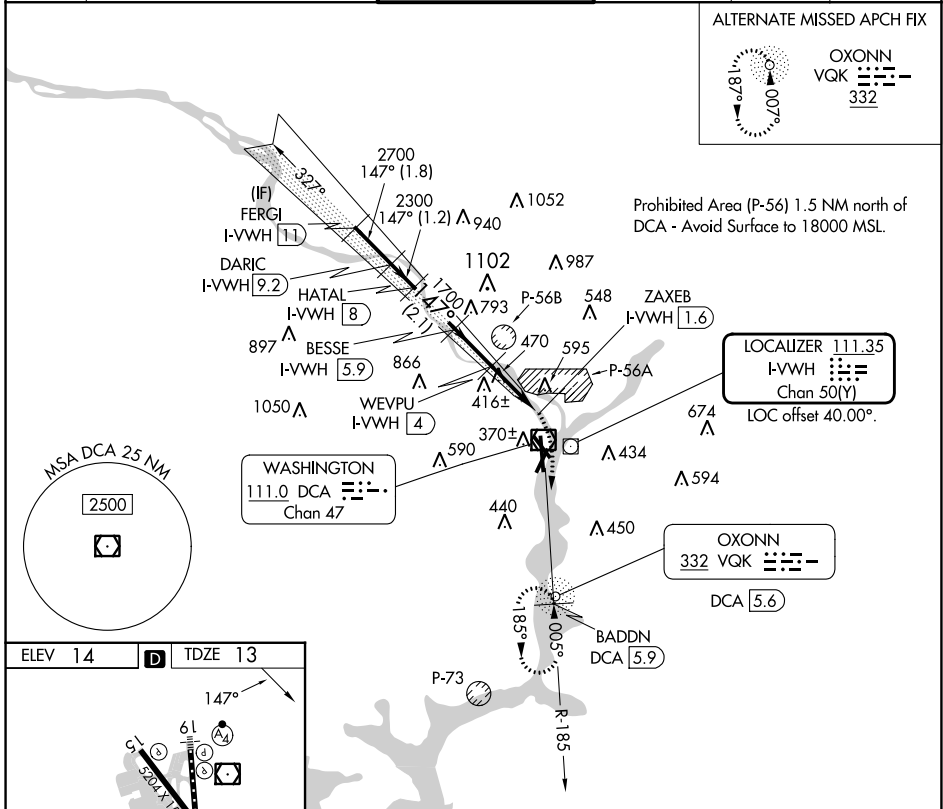 ALTERNATE MISSED APCH FIX
OXONN
VQK
332
187°
007°
Prohibited Area (P-56) 1.5 NM north of
DCA - Avoid Surface to 18000 MSL.
327°
2700
147° (1.8)
2300
147° (1.2)
940
1052
(IF)
FERGI
I-VWH 11
DARIC
I-VWH 9.2
HATAL
I-VWH 8
1102
987
1700
147°
(2.1)
793
P-56B
548
ZAXEB
I-VWH 1.6
897
BESSE
I-VWH 5.9
866
470
595
P-56A
LOCALIZER 111.35
I-VWH
Chan 50(Y)
LOC offset 40.00°.
1050
WEVPU
I-VWH 4
416±
674
370±
590
434
594
WASHINGTON
111.0 DCA
Chan 47
MSA DCA 25 NM
2500
440
450
OXONN
332 VQK
DCA 5.6
185°
005°
BADDN
DCA 5.9
P-73
R-185
ELEV 14
D
TDZE 13
147°
15
19
A4
P
P
P
5204 X 15